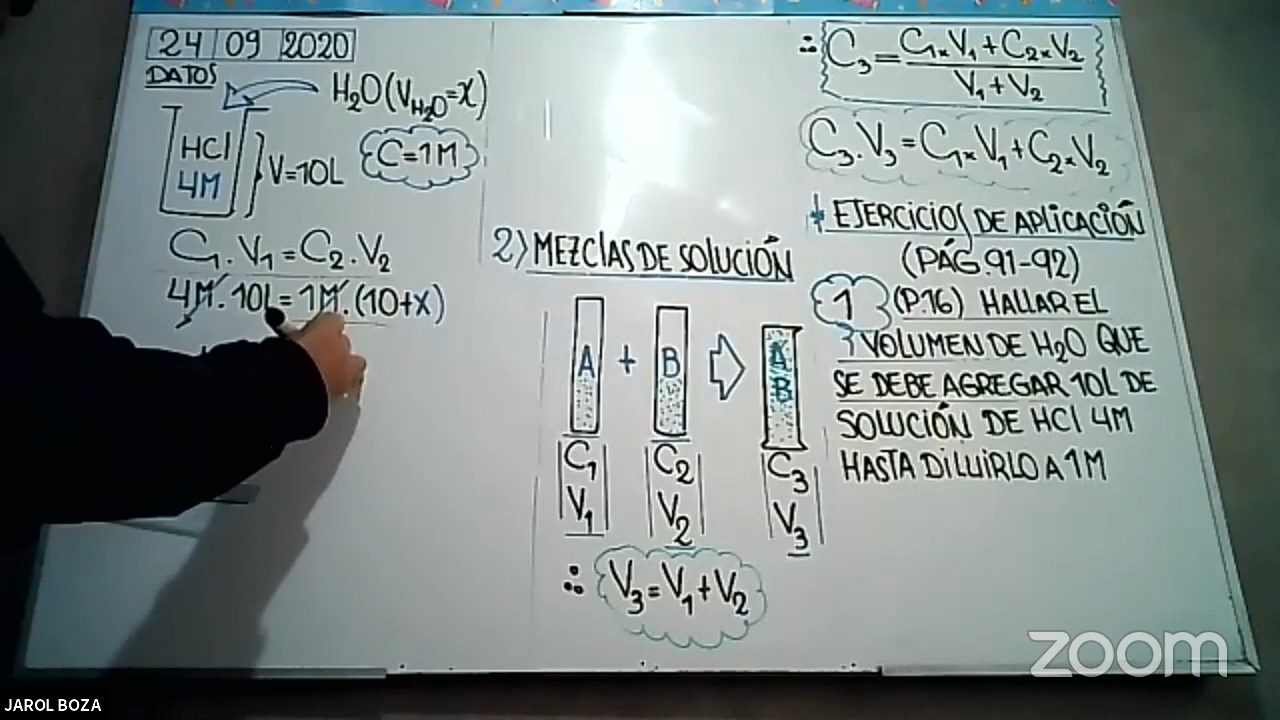 24 09 2020
DATOS
H₂O (V_H₂O = X)
HCl
4M
V=10L
C=1M
C₁.V₁=C₂.V₂
4M.10L=1M.(10+x)
2) MEZCLAS DE SOLUCIÓN
A + B ⇒ A B
C₁ C₂ C₃
V₁ V₂ V₃
∴ V₃=V₁+V₂
∴ C₃ = C₁×V₁+C₂×V₂
V₁+V₂
C₃.V₃=C₁×V₁+C₂×V₂
* EJERCICIOS DE APLICACIÓN
(PÁG.91-92)
1 (P.16) HALLAR EL
VOLUMEN DE H₂O QUE
SE DEBE AGREGAR 10L DE
SOLUCIÓN DE HCl 4M
HASTA DILUIRLO A 1M
zoom
JAROL BOZA